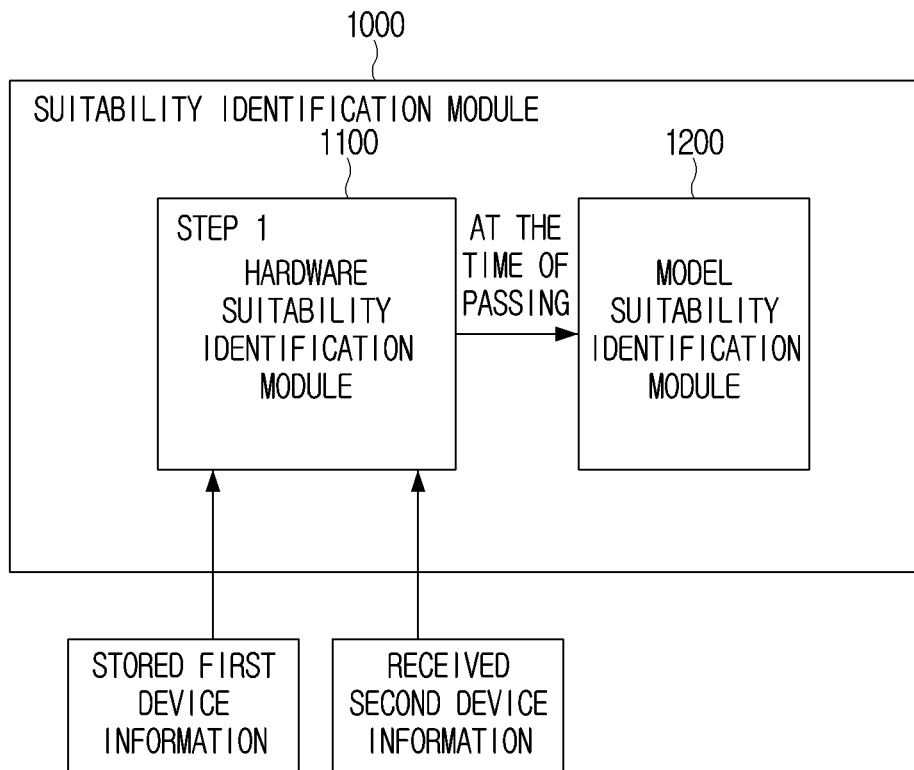 1000
SUITABILITY IDENTIFICATION MODULE
1100
1200
STEP 1
HARDWARE
SUITABILITY
IDENTIFICATION
MODULE
AT THE
TIME OF
PASSING
MODEL
SUITABILITY
IDENTIFICATION
MODULE
STORED FIRST
DEVICE
INFORMATION
RECEIVED
SECOND DEVICE
INFORMATION